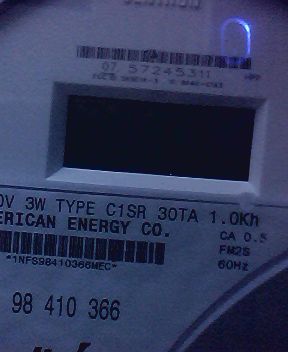 07 57245311
0V 3W TYPE C1SR 30TA 1.0Kh
ERICAN ENERGY CO. CA 0.5
FM2S
*1NFS98410366MEC* 60Hz
98 410 366